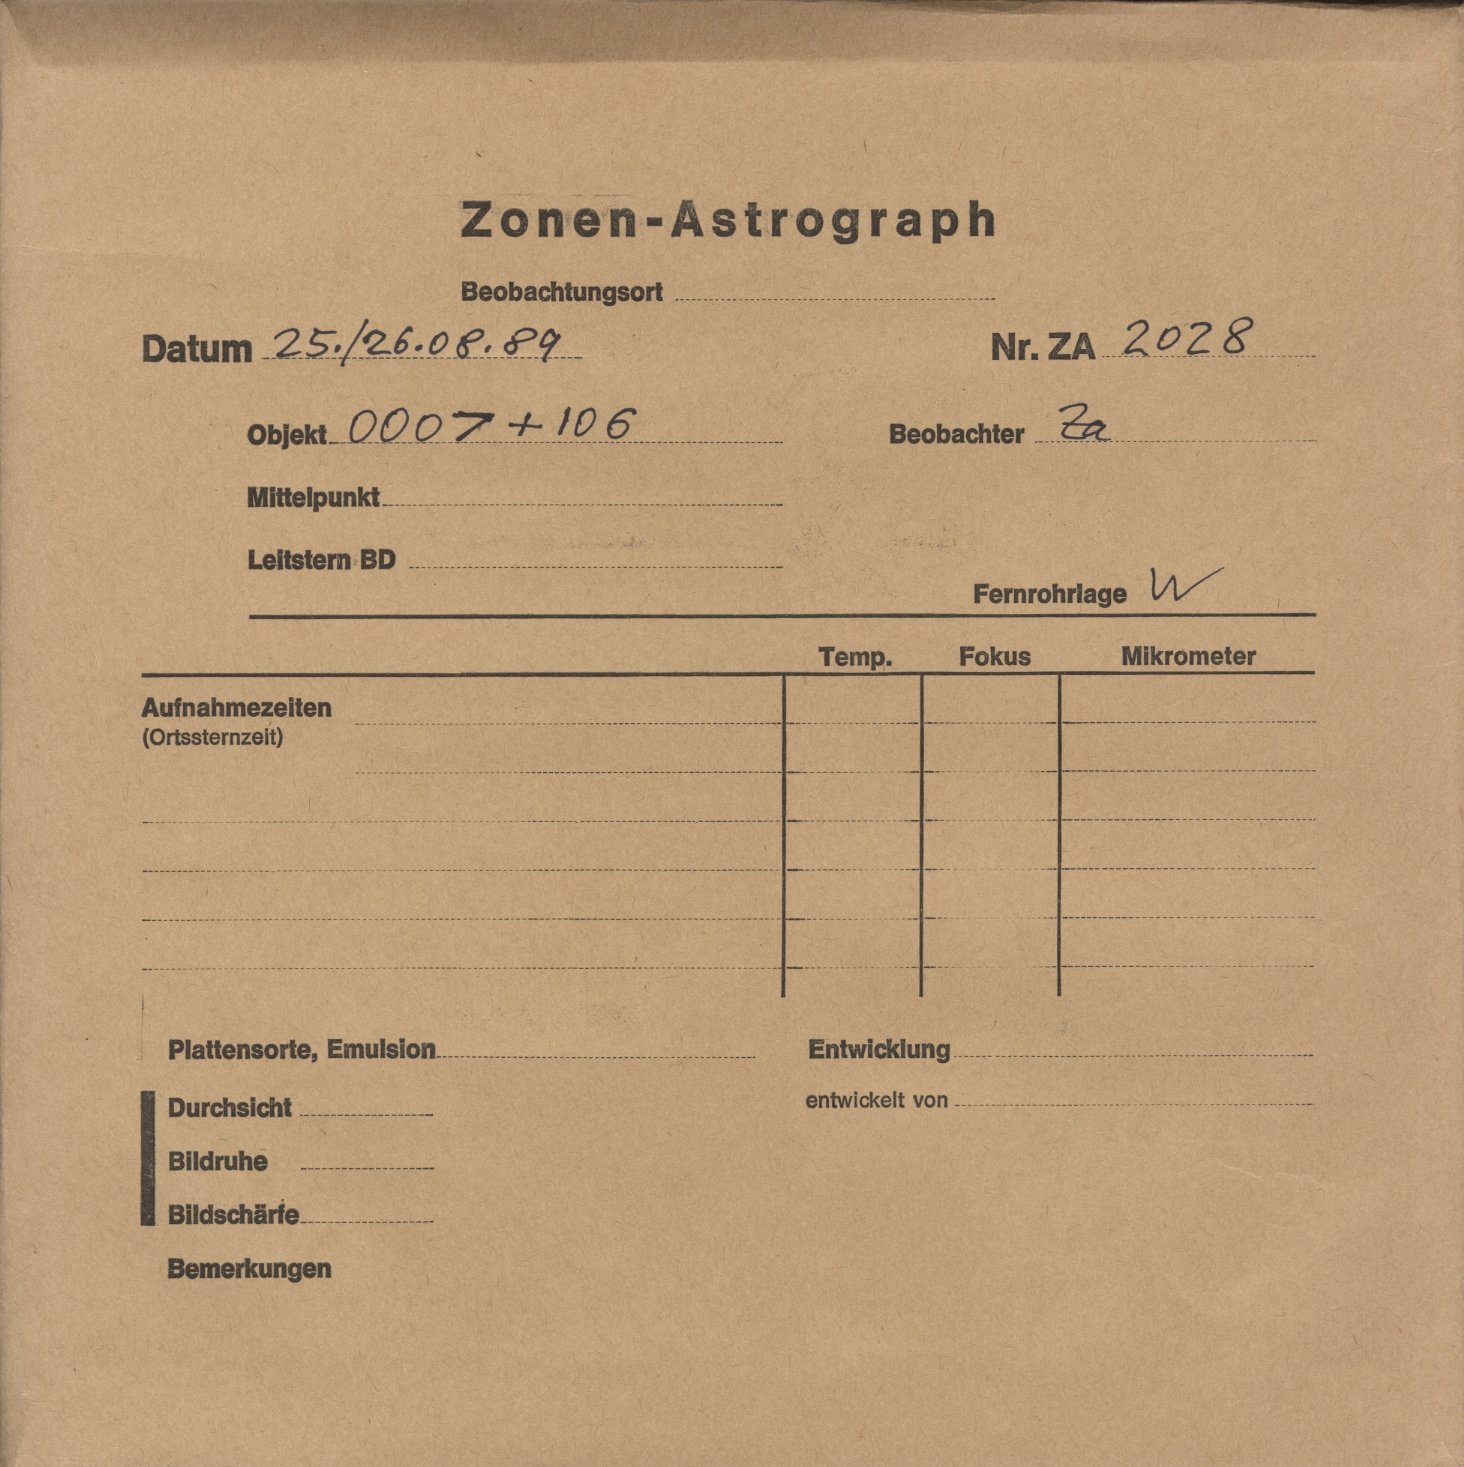 Zonen-Astrograph
Beobachtungsort
Datum 25./26.08.89 Nr. ZA 2028
Objekt 0007+106 Beobachter Za
Mittelpunkt
Leitstern BD
Fernrohrlage W
Temp. Fokus Mikrometer
Aufnahmezeiten
(Ortssternzeit)
Plattensorte, Emulsion Entwicklung
Durchsicht entwickelt von
Bildruhe
Bildschärfe
Bemerkungen